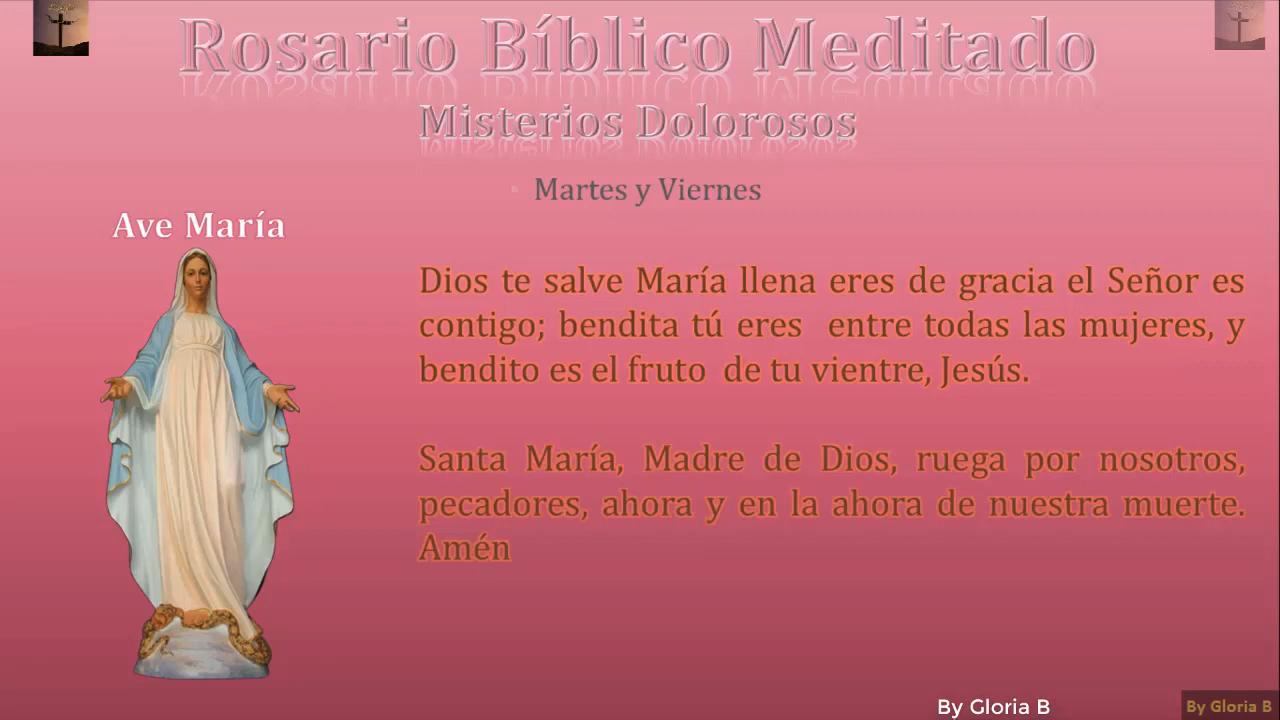 Rosario Bíblico Meditado
Misterios Dolorosos
Martes y Viernes
Ave María
Dios te salve María llena eres de gracia el Señor es
contigo; bendita tú eres entre todas las mujeres, y
bendito es el fruto de tu vientre, Jesús.
Santa María, Madre de Dios, ruega por nosotros,
pecadores, ahora y en la ahora de nuestra muerte.
Amén
By Gloria B
By Gloria B